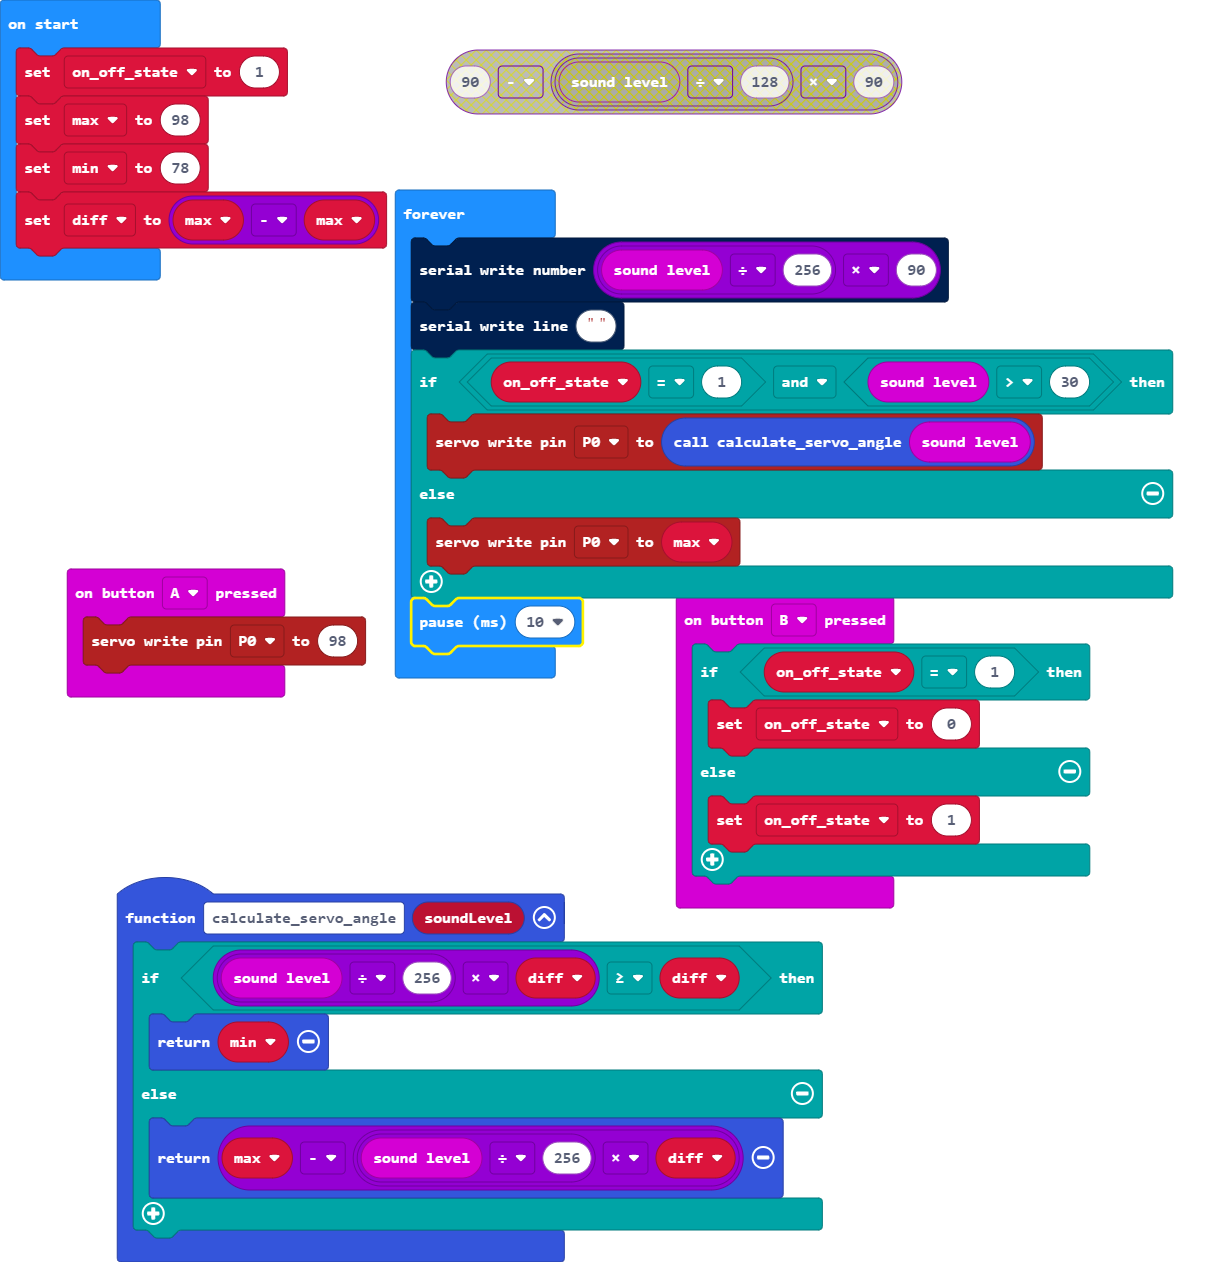 on start
set on_off_state to 1
set max to 98
set min to 78
set diff to max - max
90 - sound level ÷ 128 × 90
forever
serial write number sound level ÷ 256 × 90
serial write line " "
if on_off_state = 1 and sound level > 30 then
servo write pin P0 to call calculate_servo_angle sound level
else
servo write pin P0 to max
pause (ms) 10
on button A pressed
servo write pin P0 to 98
on button B pressed
if on_off_state = 1 then
set on_off_state to 0
else
set on_off_state to 1
function calculate_servo_angle soundLevel
if sound level ÷ 256 × diff ≥ diff then
return min
else
return max - sound level ÷ 256 × diff